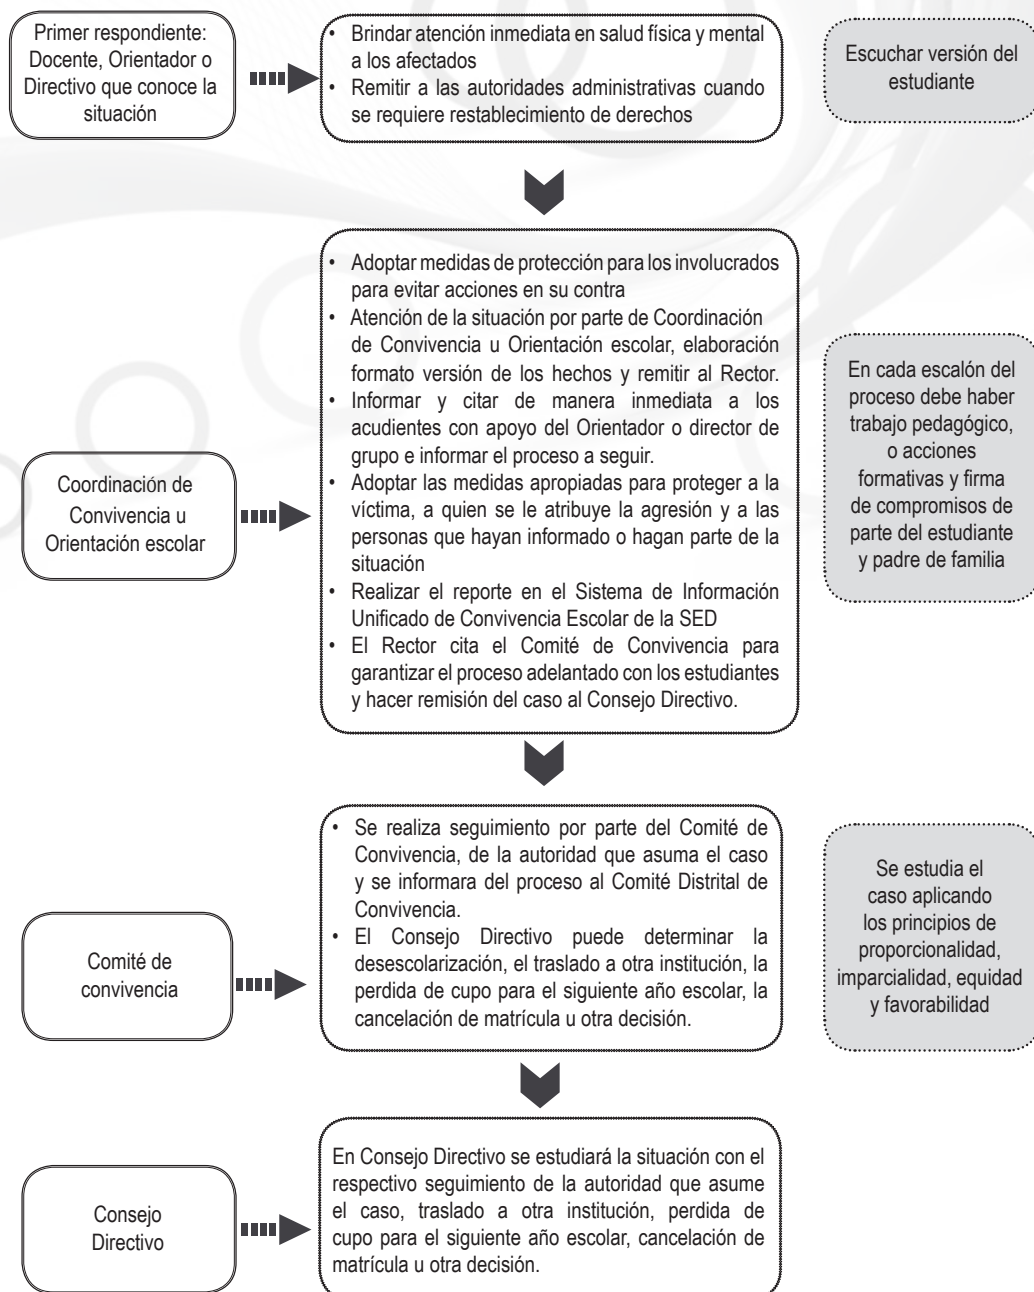 Primer respondiente:
Docente, Orientador o
Directivo que conoce la
situación
• Brindar atención inmediata en salud física y mental
a los afectados
• Remitir a las autoridades administrativas cuando
se requiere restablecimiento de derechos
Escuchar versión del
estudiante
Coordinación de
Convivencia u
Orientación escolar
• Adoptar medidas de protección para los involucrados
para evitar acciones en su contra
• Atención de la situación por parte de Coordinación
de Convivencia u Orientación escolar, elaboración
formato versión de los hechos y remitir al Rector.
• Informar y citar de manera inmediata a los
acudientes con apoyo del Orientador o director de
grupo e informar el proceso a seguir.
• Adoptar las medidas apropiadas para proteger a la
víctima, a quien se le atribuye la agresión y a las
personas que hayan informado o hagan parte de la
situación
• Realizar el reporte en el Sistema de Información
Unificado de Convivencia Escolar de la SED
• El Rector cita el Comité de Convivencia para
garantizar el proceso adelantado con los estudiantes
y hacer remisión del caso al Consejo Directivo.
En cada escalón del
proceso debe haber
trabajo pedagógico,
o acciones
formativas y firma
de compromisos de
parte del estudiante
y padre de familia
Comité de
convivencia
• Se realiza seguimiento por parte del Comité de
Convivencia, de la autoridad que asuma el caso
y se informara del proceso al Comité Distrital de
Convivencia.
• El Consejo Directivo puede determinar la
desescolarización, el traslado a otra institución, la
perdida de cupo para el siguiente año escolar, la
cancelación de matrícula u otra decisión.
Se estudia el
caso aplicando
los principios de
proporcionalidad,
imparcialidad, equidad
y favorabilidad
Consejo
Directivo
En Consejo Directivo se estudiará la situación con el
respectivo seguimiento de la autoridad que asume
el caso, traslado a otra institución, perdida de
cupo para el siguiente año escolar, cancelación de
matrícula u otra decisión.